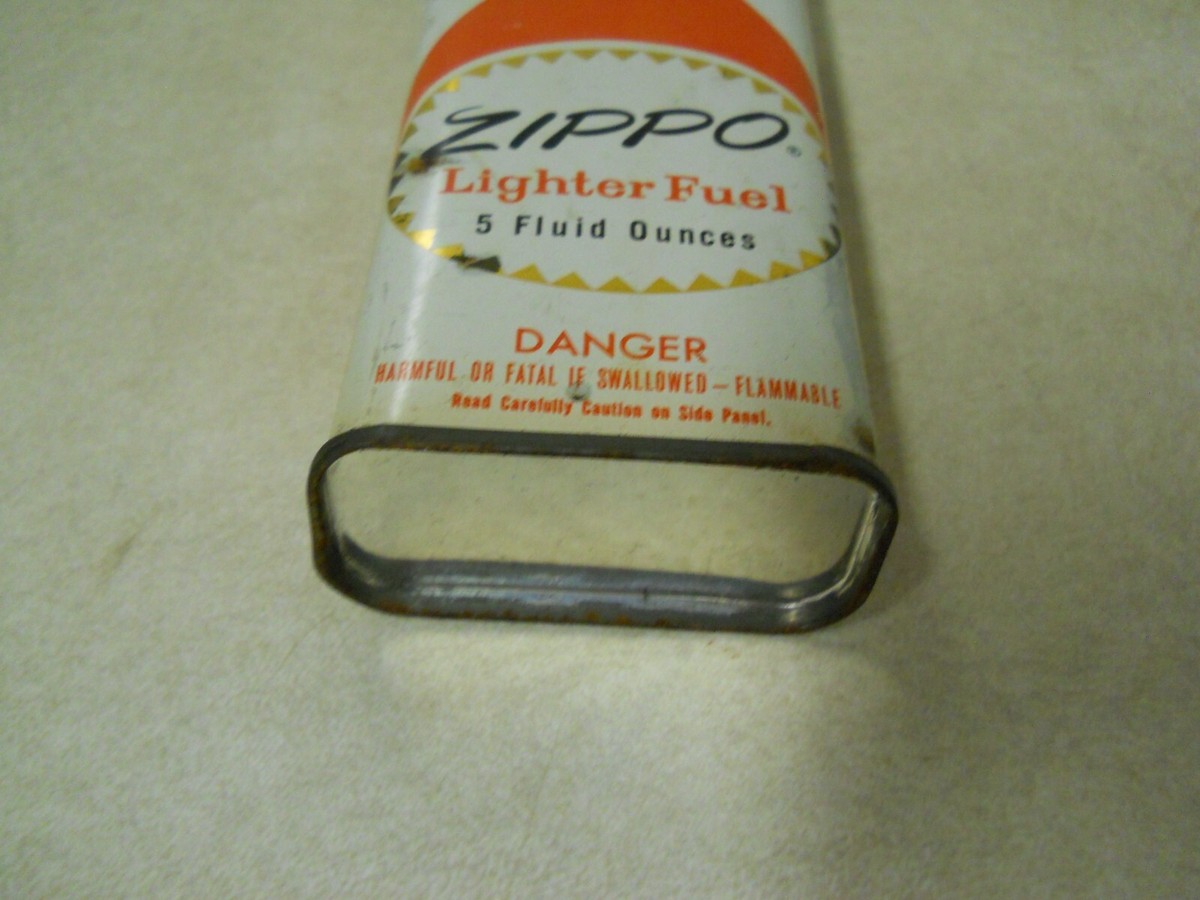 ZIPPO®
Lighter Fuel
5 Fluid Ounces
DANGER
HARMFUL OR FATAL IF SWALLOWED — FLAMMABLE
Read Carefully Caution on Side Panel.